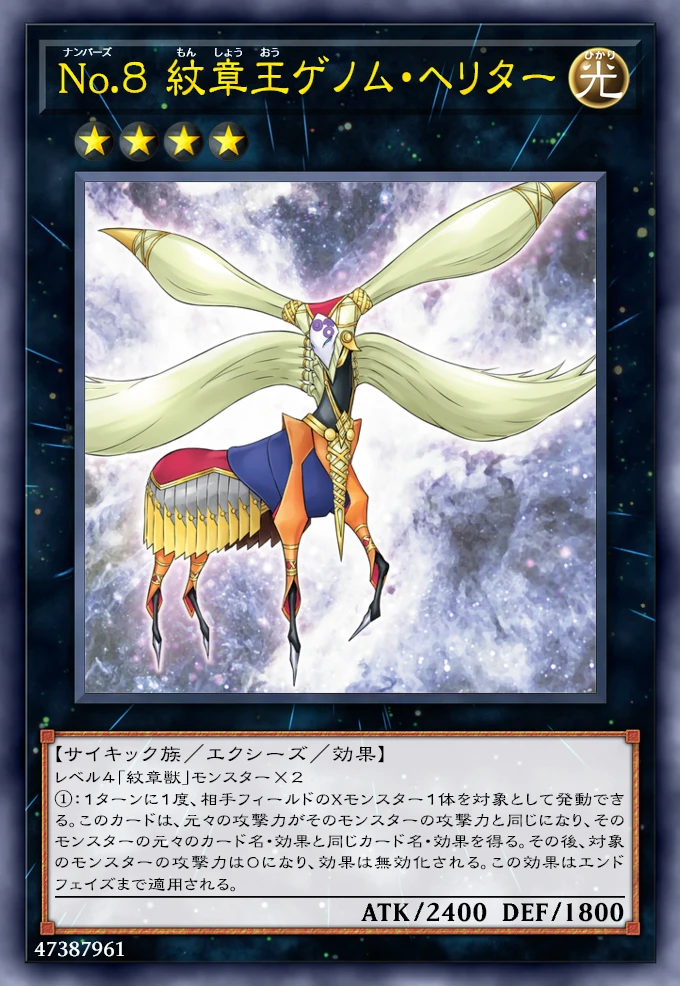 ナンバーズ もん しょう おう
No.8 紋章王ゲノム・ヘリター
ひかり
光
【サイキック族／エクシーズ／効果】
レベル4「紋章獣」モンスター×2
①：1ターンに1度、相手フィールドのXモンスター1体を対象として発動でき
る。このカードは、元々の攻撃力がそのモンスターの攻撃力と同じになり、その
モンスターの元々のカード名・効果と同じカード名・効果を得る。その後、対象
のモンスターの攻撃力は0になり、効果は無効化される。この効果はエンド
フェイズまで適用される。
ATK/2400 DEF/1800
47387961